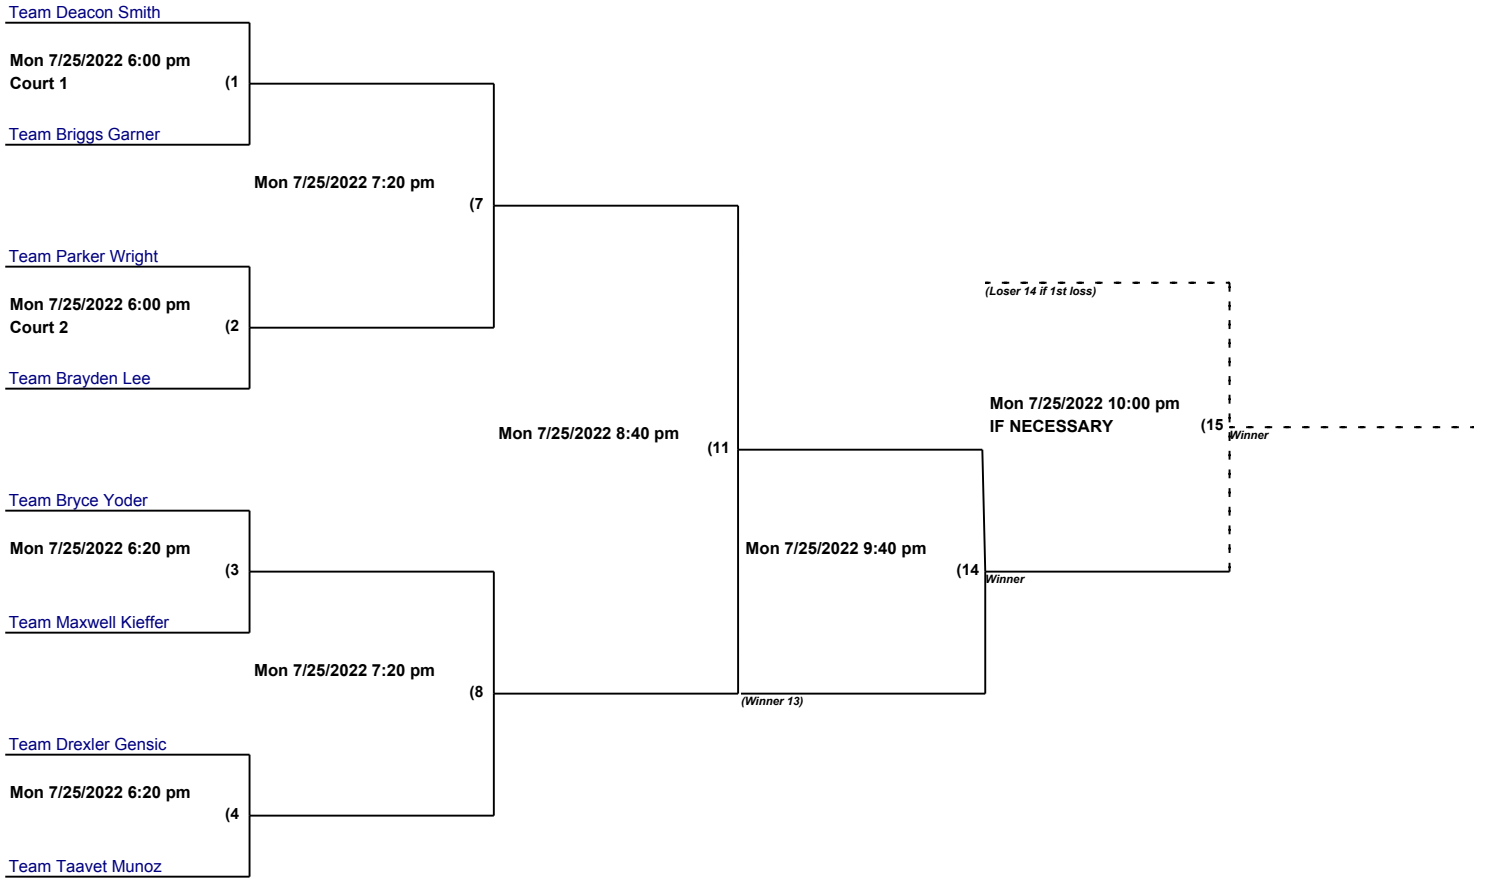 Team Deacon Smith
Mon 7/25/2022 6:00 pm
Court 1
(1
Team Briggs Garner
Mon 7/25/2022 7:20 pm
(7
Team Parker Wright
Mon 7/25/2022 6:00 pm
Court 2
(2
Team Brayden Lee
Mon 7/25/2022 8:40 pm
(11
Team Bryce Yoder
Mon 7/25/2022 6:20 pm
(3
Team Maxwell Kieffer
Mon 7/25/2022 7:20 pm
(8
Team Drexler Gensic
Mon 7/25/2022 6:20 pm
(4
Team Taavet Munoz
Mon 7/25/2022 9:40 pm
(14
Winner
(Winner 13)
(Loser 14 if 1st loss)
Mon 7/25/2022 10:00 pm
IF NECESSARY
(15
Winner